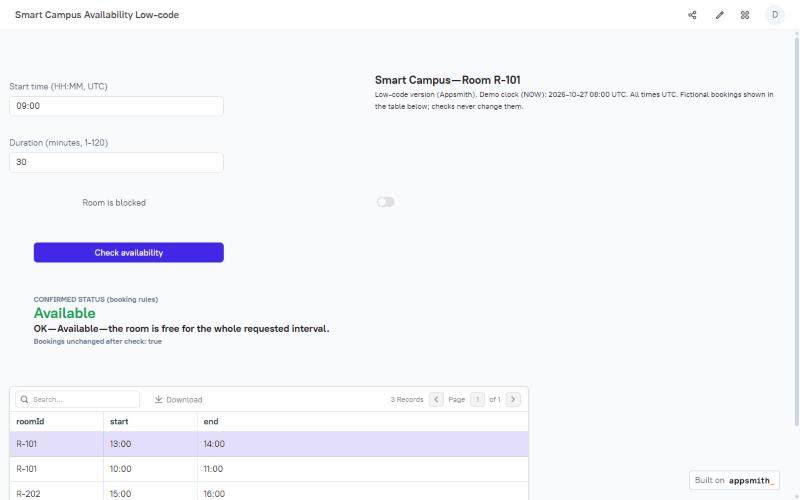 Smart Campus Availability Low-code
D
Smart Campus—Room R-101
Low-code version (Appsmith). Demo clock (NOW): 2026-10-27 08:00 UTC. All times UTC. Fictional bookings shown in
the table below; checks never change them.
Start time (HH:MM, UTC)
09:00
Duration (minutes, 1-120)
30
Room is blocked
Check availability
CONFIRMED STATUS (booking rules)
Available
OK—Available—the room is free for the whole requested interval.
Bookings unchanged after check: true
Search... Download 3 Records Page 1 of 1
roomId start end
R-101 13:00 14:00
R-101 10:00 11:00
R-202 15:00 16:00
Built on appsmith_